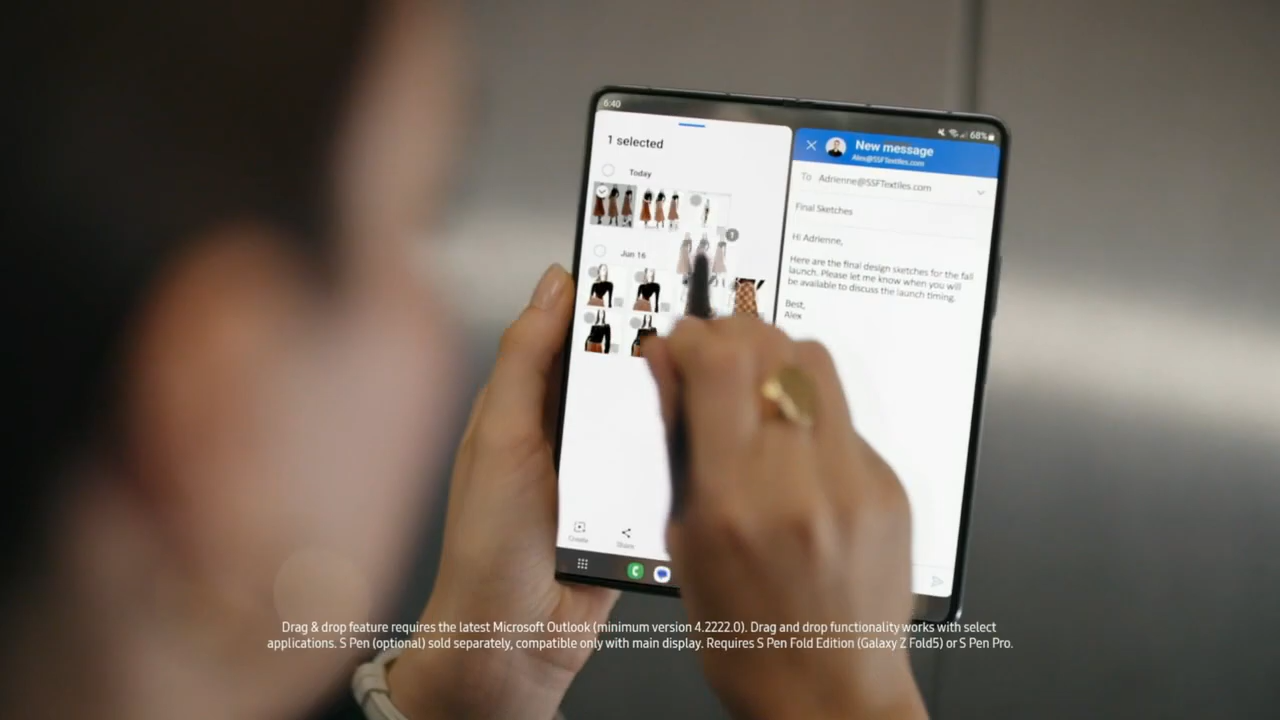 6:40
68%
1 selected
Today
1
Jun 16
Create
Share
New message
Alex@SSFTextiles.com
To Adrienne@SSFTextiles.com
Final Sketches
Hi Adrienne,
Here are the final design sketches for the fall
launch. Please let me know when you will
be available to discuss the launch timing.
Best,
Alex
Drag & drop feature requires the latest Microsoft Outlook (minimum version 4.2222.0). Drag and drop functionality works with select
applications. S Pen (optional) sold separately, compatible only with main display. Requires S Pen Fold Edition (Galaxy Z Fold5) or S Pen Pro.